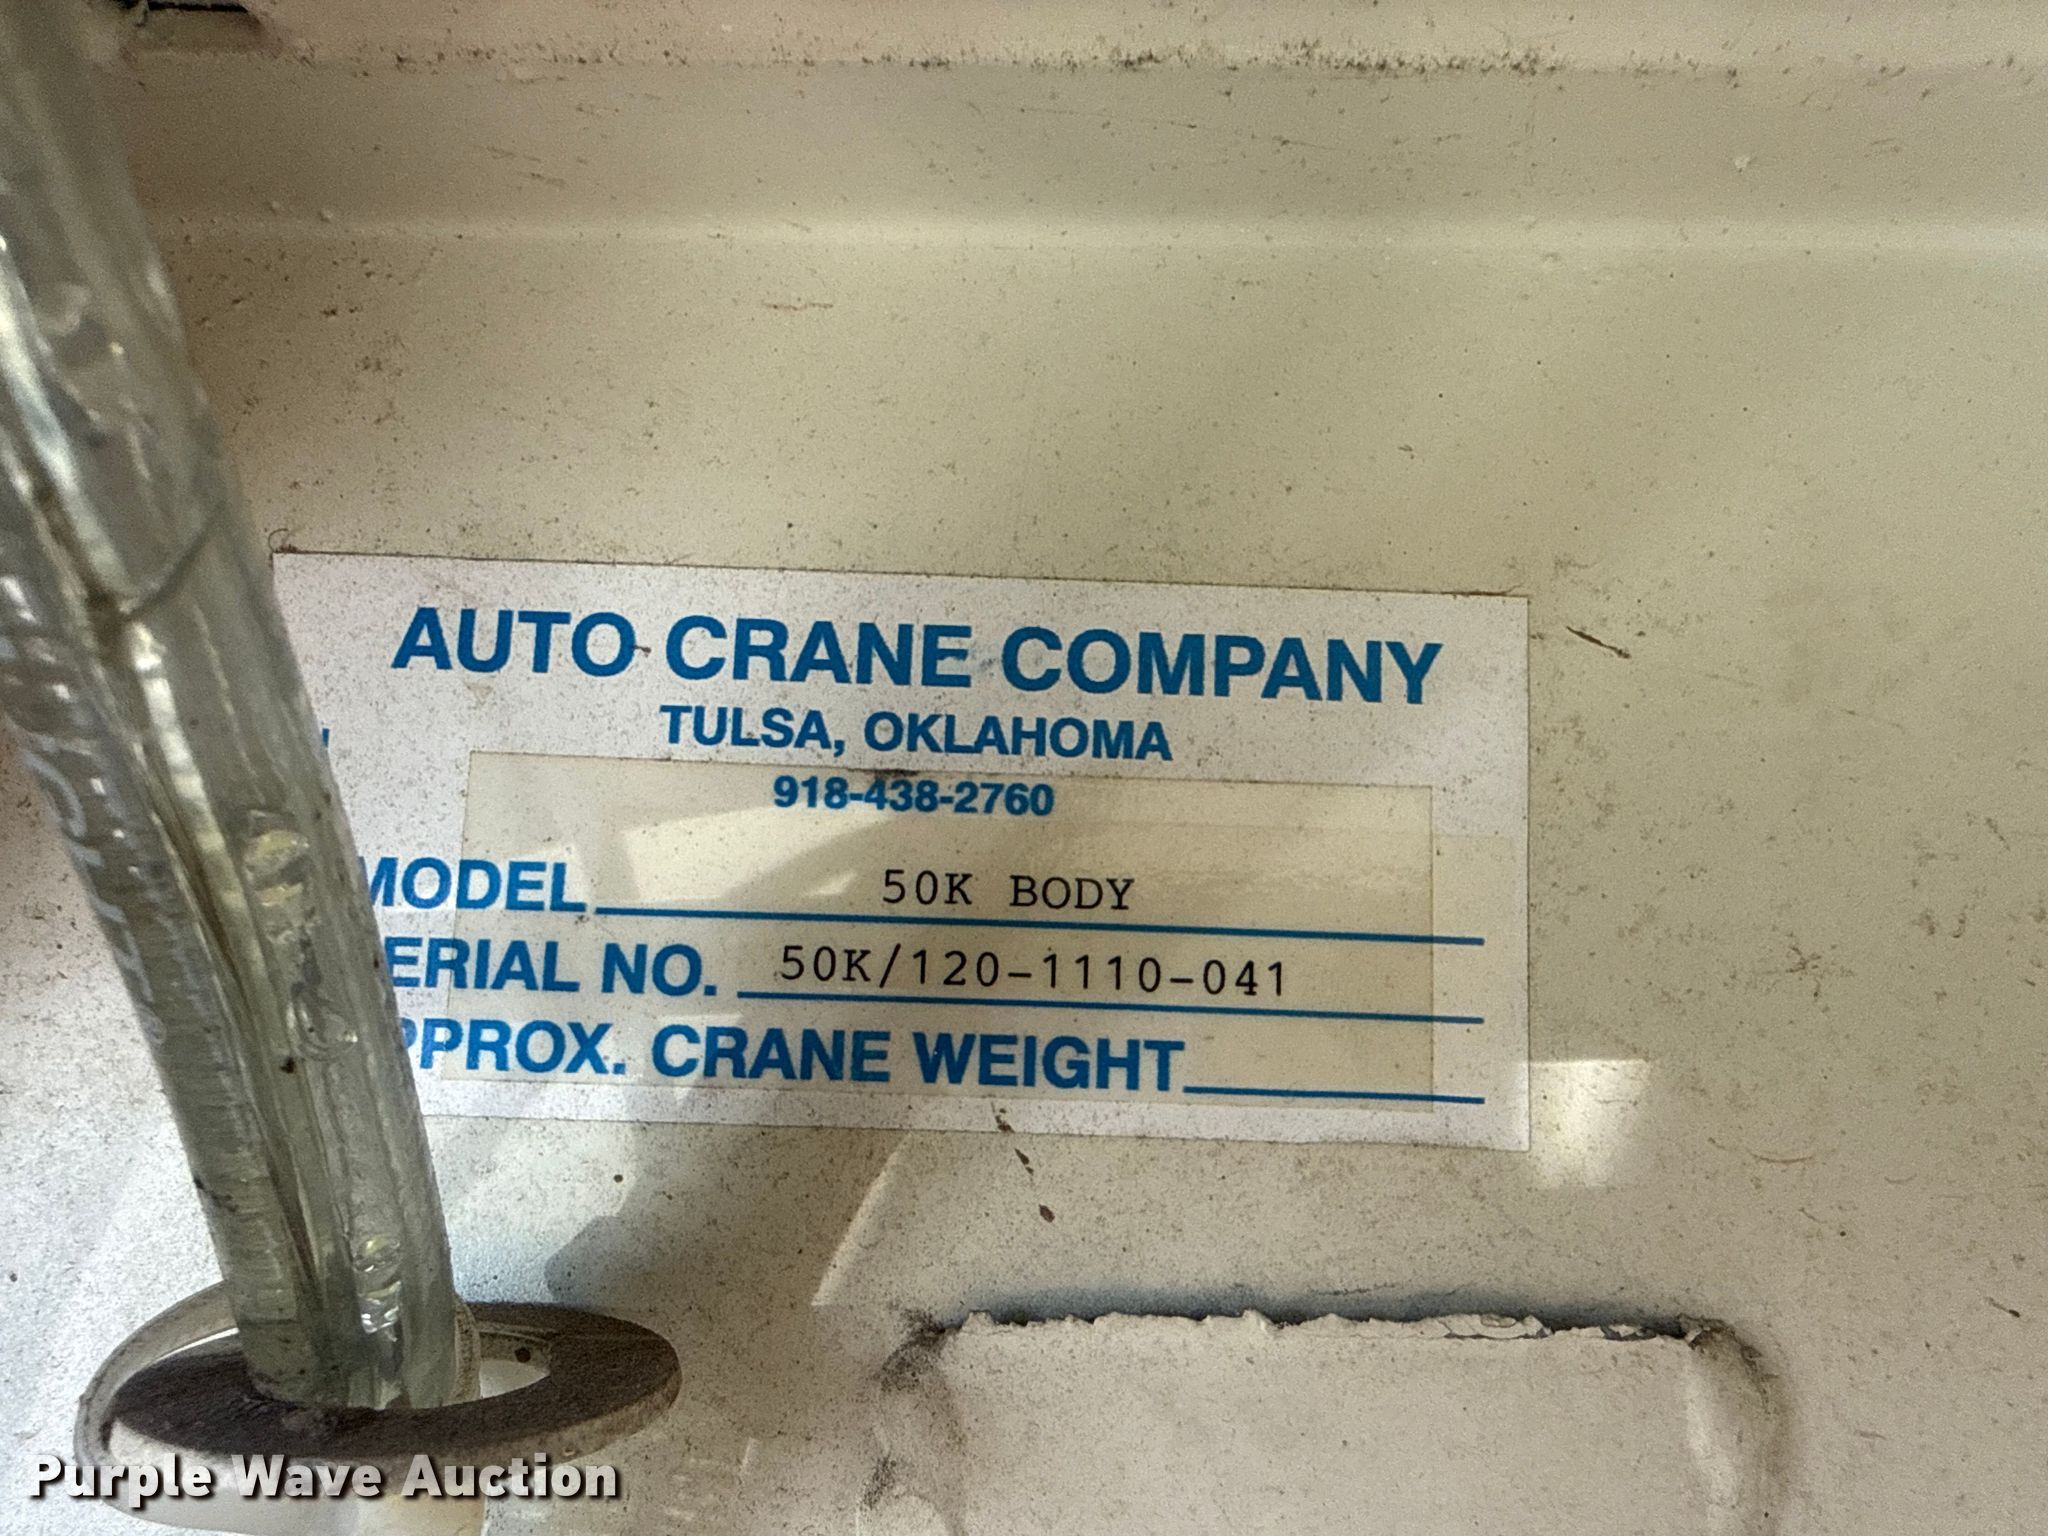 AUTO CRANE COMPANY
TULSA, OKLAHOMA
918-438-2760
MODEL 50K BODY
ERIAL NO. 50K/120-1110-041
PPROX. CRANE WEIGHT
Purple Wave Auction